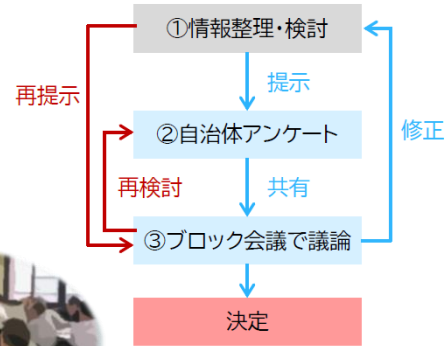 ①情報整理・検討
提示
再提示
②自治体アンケート
修正
再検討
共有
③ブロック会議で議論
決定